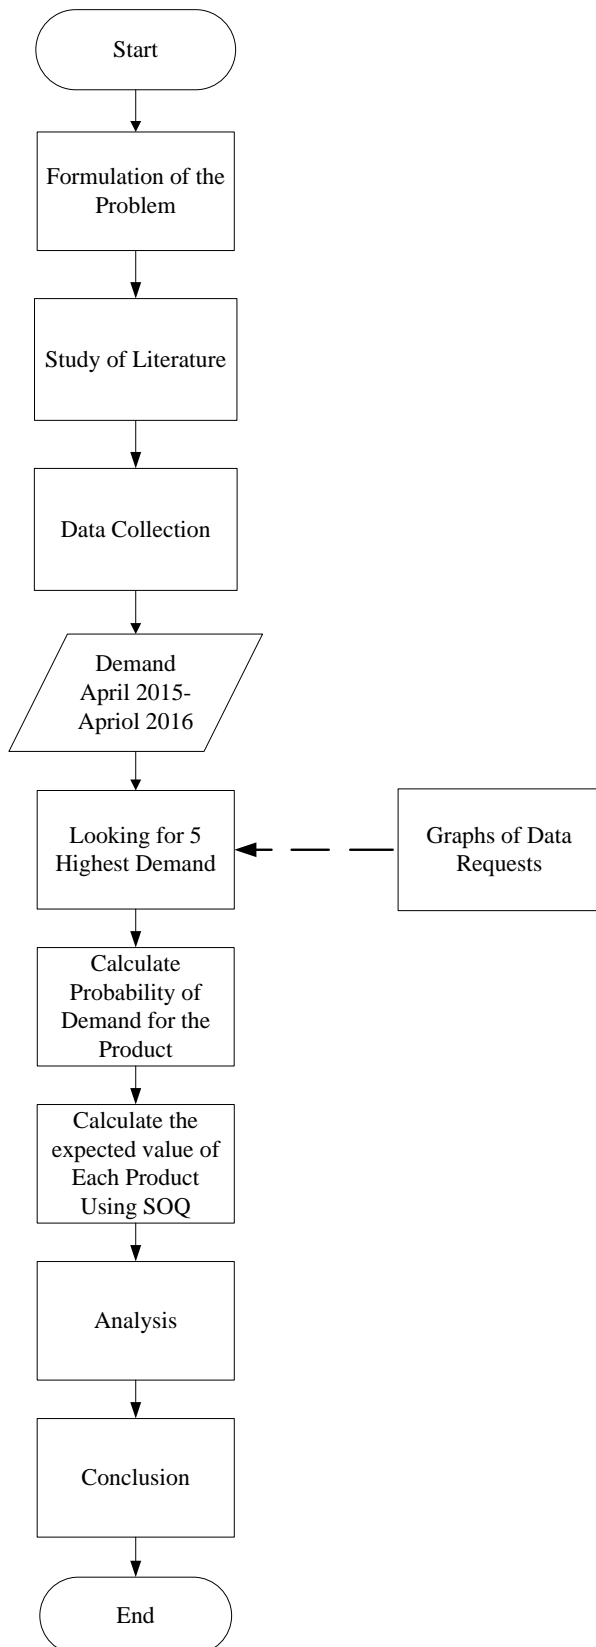 Start
Formulation of the
Problem
Study of Literature
Data Collection
Demand
April 2015-
Apriol 2016
Looking for 5
Highest Demand
Graphs of Data
Requests
Calculate
Probability of
Demand for the
Product
Calculate the
expected value of
Each Product
Using SOQ
Analysis
Conclusion
End